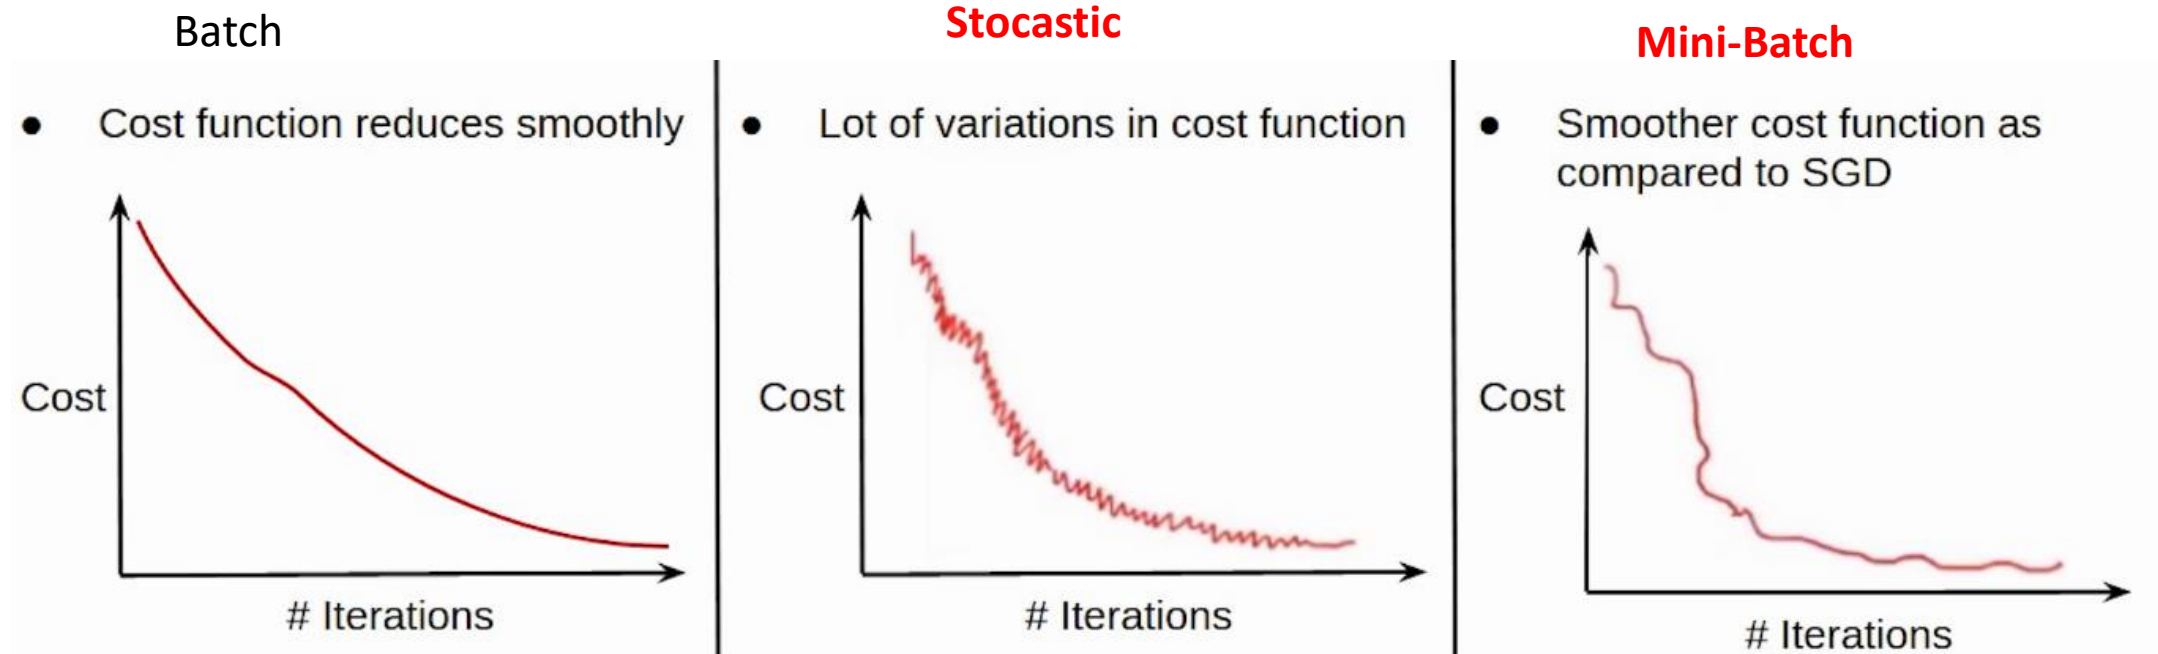 Batch
● Cost function reduces smoothly
Cost
# Iterations
Stocastic
● Lot of variations in cost function
Cost
# Iterations
Mini-Batch
● Smoother cost function as
compared to SGD
Cost
# Iterations